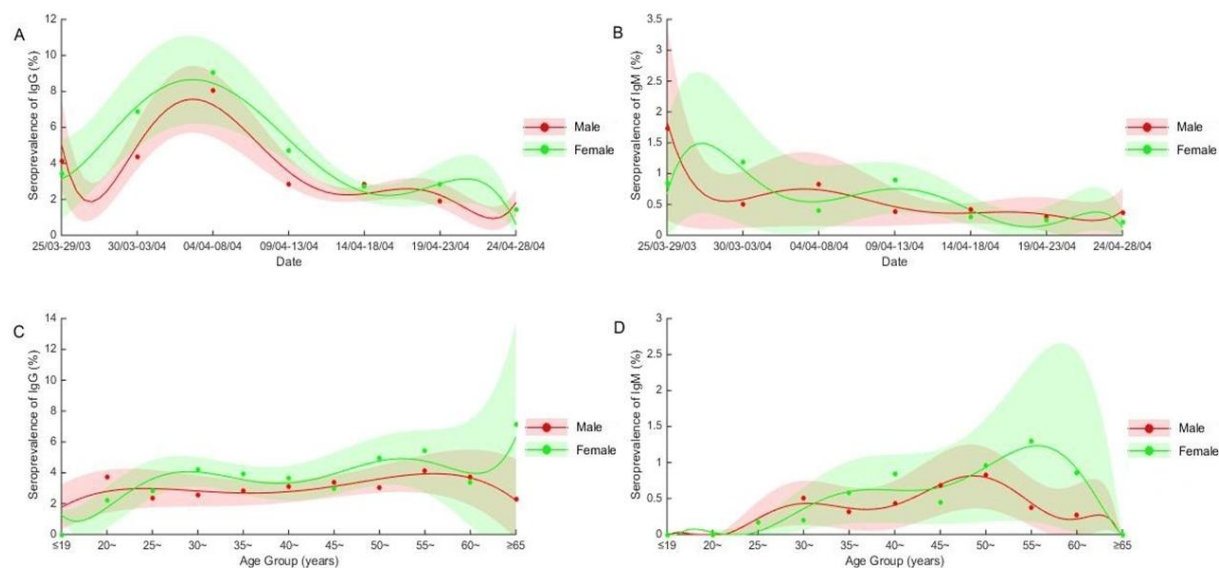 A
Seroprevalence of IgG (%)
12
10
8
6
4
2
0
25/03-29/03 30/03-03/04 04/04-08/04 09/04-13/04 14/04-18/04 19/04-23/04 24/04-28/04
Date
Male
Female
B
Seroprevalence of IgM (%)
3.5
3
2.5
2
1.5
1
0.5
0
25/03-29/03 30/03-03/04 04/04-08/04 09/04-13/04 14/04-18/04 19/04-23/04 24/04-28/04
Date
Male
Female
C
Seroprevalence of IgG (%)
14
12
10
8
6
4
2
0
≤19 20~ 25~ 30~ 35~ 40~ 45~ 50~ 55~ 60~ ≥65
Age Group (years)
Male
Female
D
Seroprevalence of IgM (%)
3
2.5
2
1.5
1
0.5
0
≤19 20~ 25~ 30~ 35~ 40~ 45~ 50~ 55~ 60~ ≥65
Age Group (years)
Male
Female